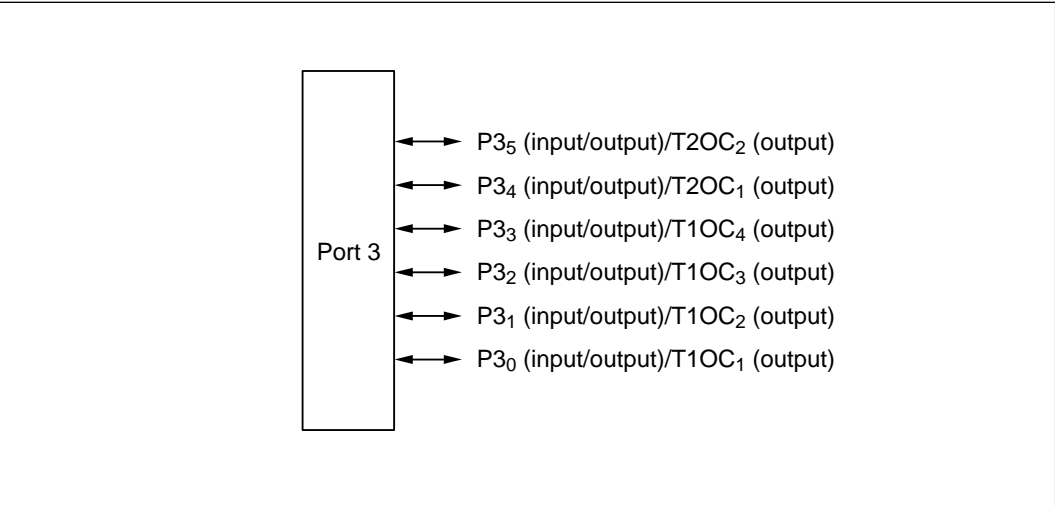 P3₅ (input/output)/T2OC₂ (output)
P3₄ (input/output)/T2OC₁ (output)
P3₃ (input/output)/T1OC₄ (output)
Port 3
P3₂ (input/output)/T1OC₃ (output)
P3₁ (input/output)/T1OC₂ (output)
P3₀ (input/output)/T1OC₁ (output)